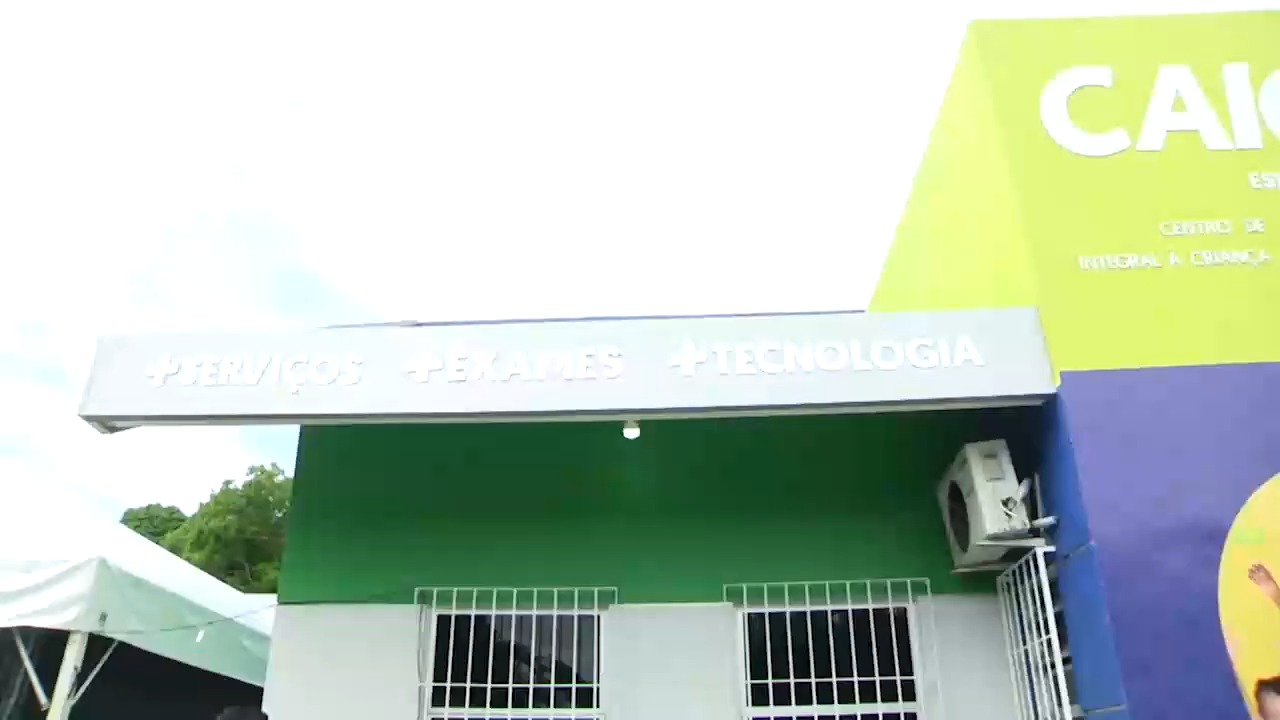 +SERVIÇOS +EXAMES +TECNOLOGIA
CAI
CENTRO DE
INTEGRAL À CRIANÇA